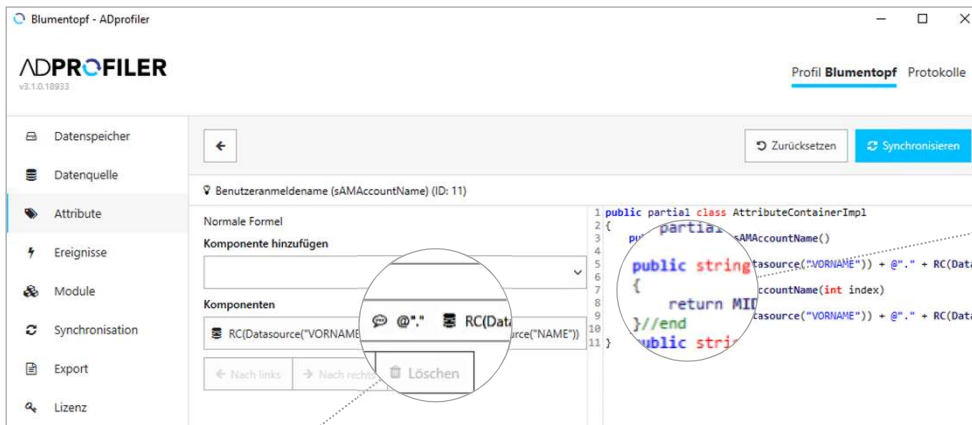 Blumentopf - ADprofiler
ADPROFILER
v3.1.0.18933
Profil Blumentopf Protokolle
Datenspeicher
Datenquelle
Attribute
Ereignisse
Module
Synchronisation
Export
Lizenz
Zurücksetzen
Synchronisieren
Benutzeranmeldename (sAMAccountName) (ID: 11)
Normale Formel
Komponente hinzufügen
Komponenten
RC(Datasource("VORNAME
@"."
RC(Data
urce("NAME"))
Nach links
Nach rechts
Löschen
1 public partial class AttributeContainerImpl
2 {
3 pu
sAMAccountName()
4
5
tasource("VORNAME")) + @"." + RC(Data
6
7
ccountName(int index)
8
9
tasource("VORNAME")) + @"." + RC(Data
10
11 }
partial
public string
{
return MID
}//end
public stri